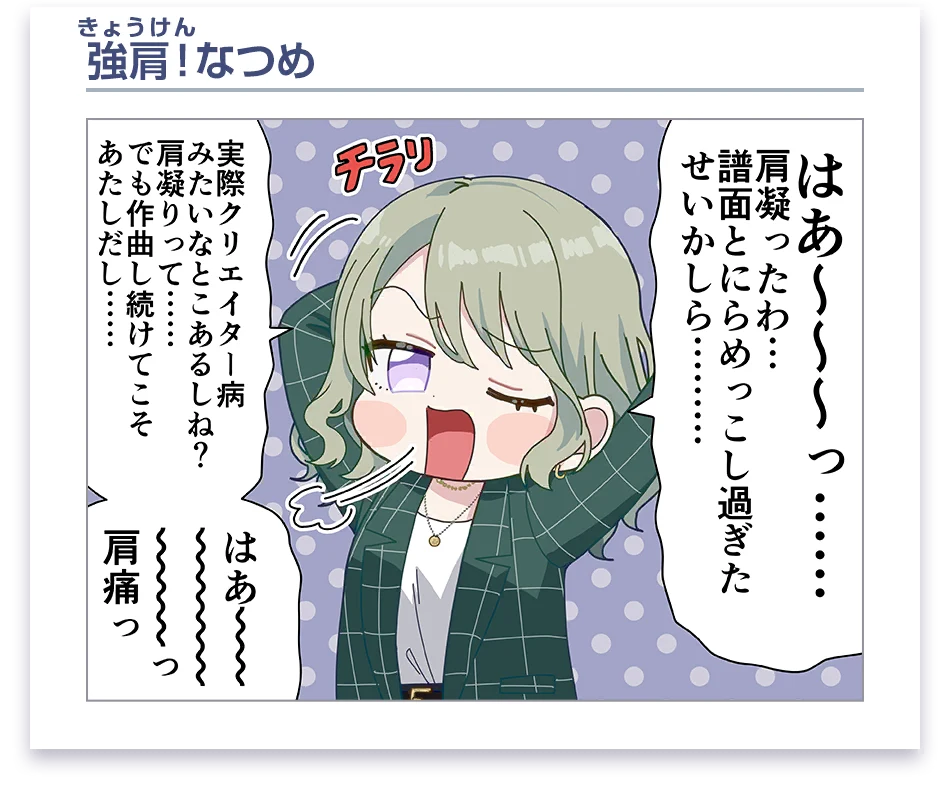 きょうけん
強肩！なつめ
はあ～～～っ……
肩凝ったわ…
譜面とにらめっこし過ぎた
せいかしら………
チラリ
実際クリエイター病
みたいなとこあるしね？
肩凝りって……
でも作曲し続けてこそ
あたしだし……
はあ～～
～～～～
～～～っ
肩痛っ